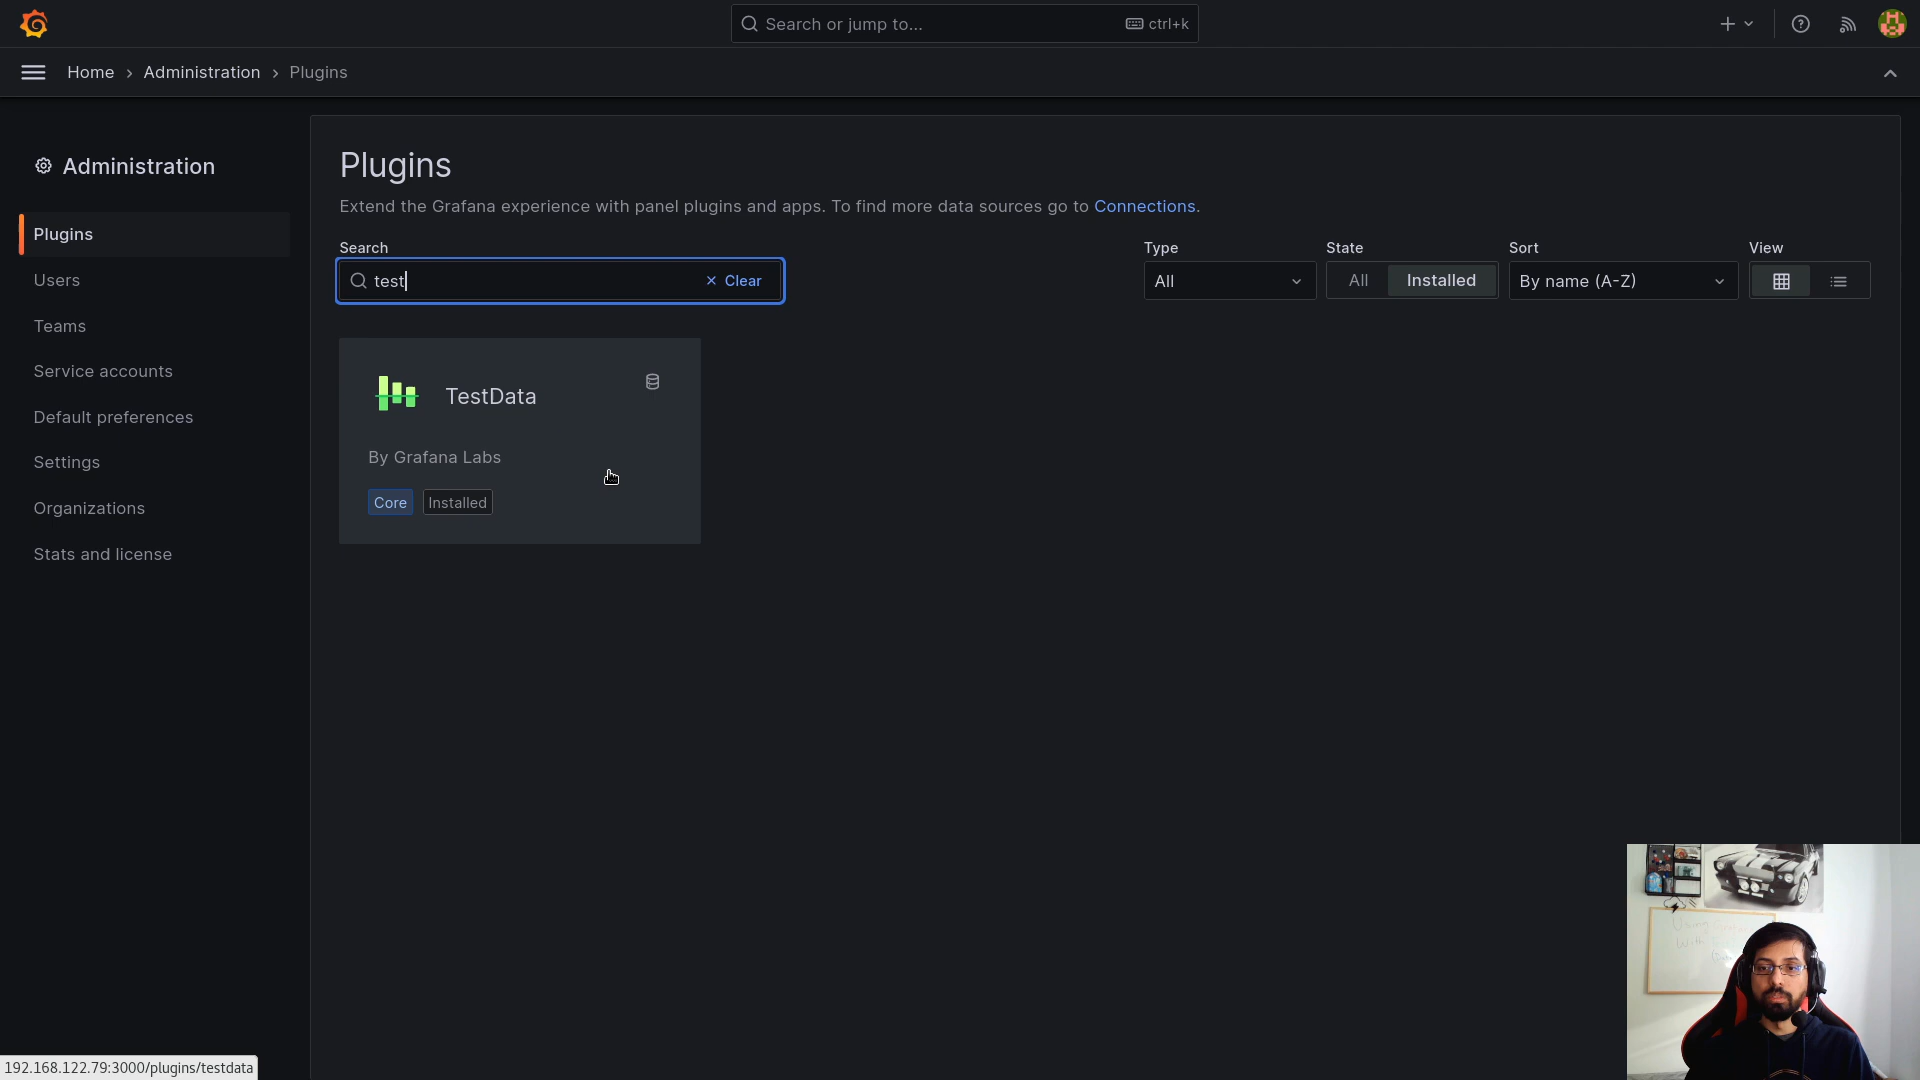 Search or jump to...
ctrl+k
Home › Administration › Plugins
Administration
Plugins
Users
Teams
Service accounts
Default preferences
Settings
Organizations
Stats and license
Plugins
Extend the Grafana experience with panel plugins and apps. To find more data sources go to Connections.
Search
test
Clear
Type
All
State
All
Installed
Sort
By name (A-Z)
View
TestData
By Grafana Labs
Core
Installed
192.168.122.79:3000/plugins/testdata